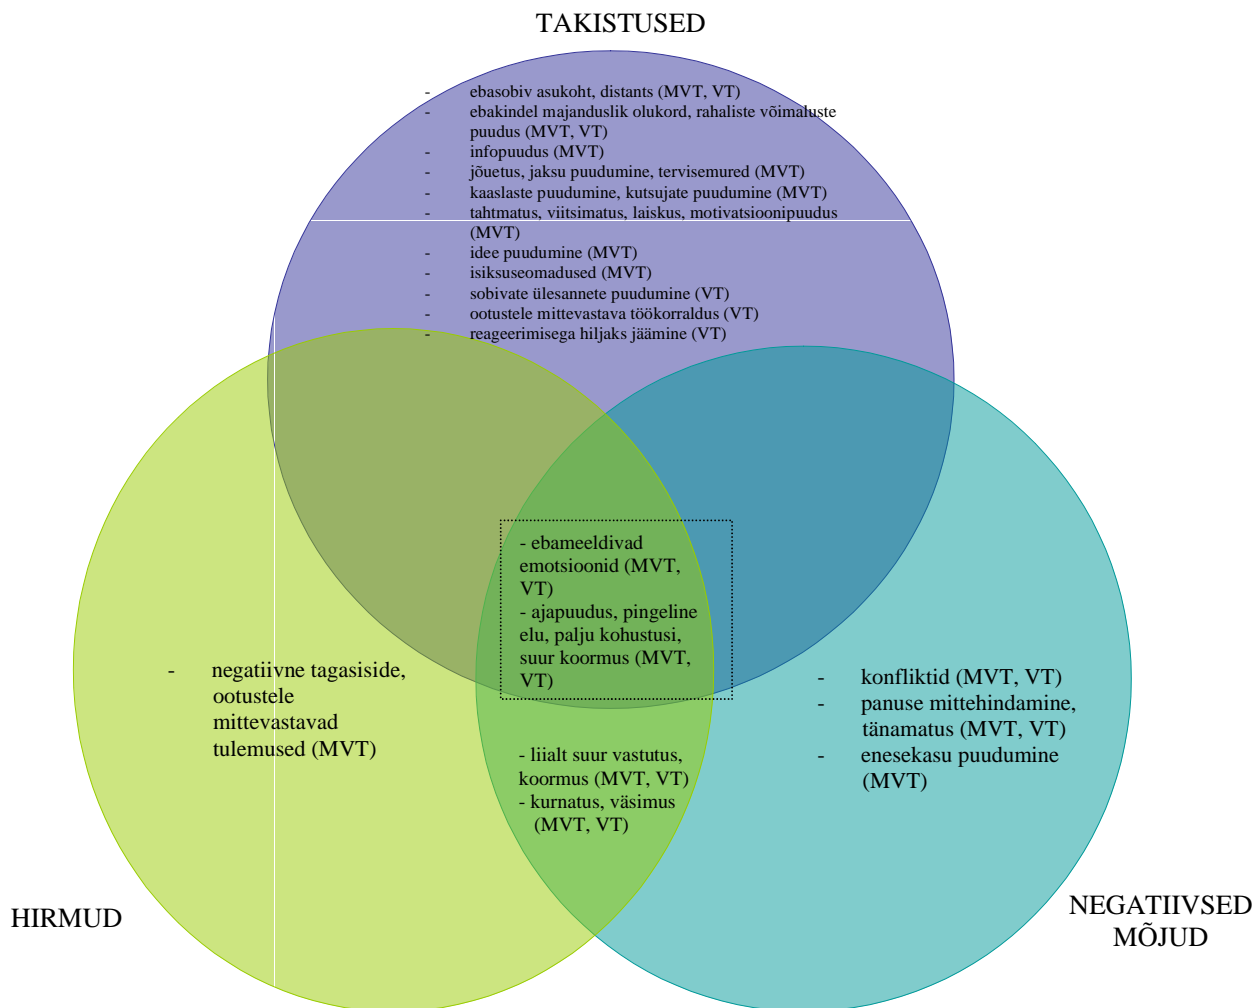 TAKISTUSED
- ebasobiv asukoht, distants (MVT, VT)
- ebakindel majanduslik olukord, rahaliste võimaluste
puudus (MVT, VT)
- infopuudus (MVT)
- jõuetus, jaksu puudumine, tervisemured (MVT)
- kaaslaste puudumine, kutsujate puudumine (MVT)
- tahtmatus, viitsimatus, laiskus, motivatsioonipuudus
(MVT)
- idee puudumine (MVT)
- isiksuseomadused (MVT)
- sobivate ülesannete puudumine (VT)
- ootustele mittevastava töökorraldus (VT)
- reageerimisega hiljaks jäämine (VT)
- ebameeldivad
emotsioonid (MVT,
VT)
- ajapuudus, pingeline
elu, palju kohustusi,
suur koormus (MVT,
VT)
- negatiivne tagasiside,
ootustele
mittevastavad
tulemused (MVT)
- konfliktid (MVT, VT)
- panuse mittehindamine,
tänamatus (MVT, VT)
- enesekasu puudumine
(MVT)
- liialt suur vastutus,
koormus (MVT, VT)
- kurnatus, väsimus
(MVT, VT)
HIRMUD
NEGATIIVSED
MÕJUD